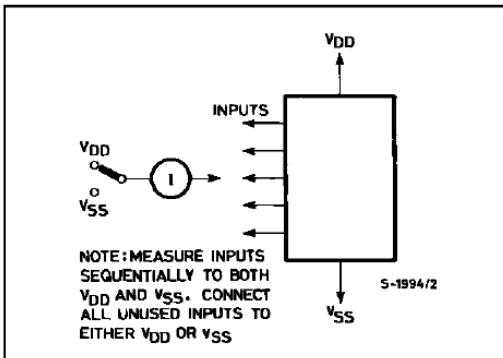 VDD
INPUTS
VDD
I
VSS
NOTE: MEASURE INPUTS
SEQUENTIALLY TO BOTH
VDD AND VSS. CONNECT
ALL UNUSED INPUTS TO
EITHER VDD OR VSS
S-1994/2
VSS